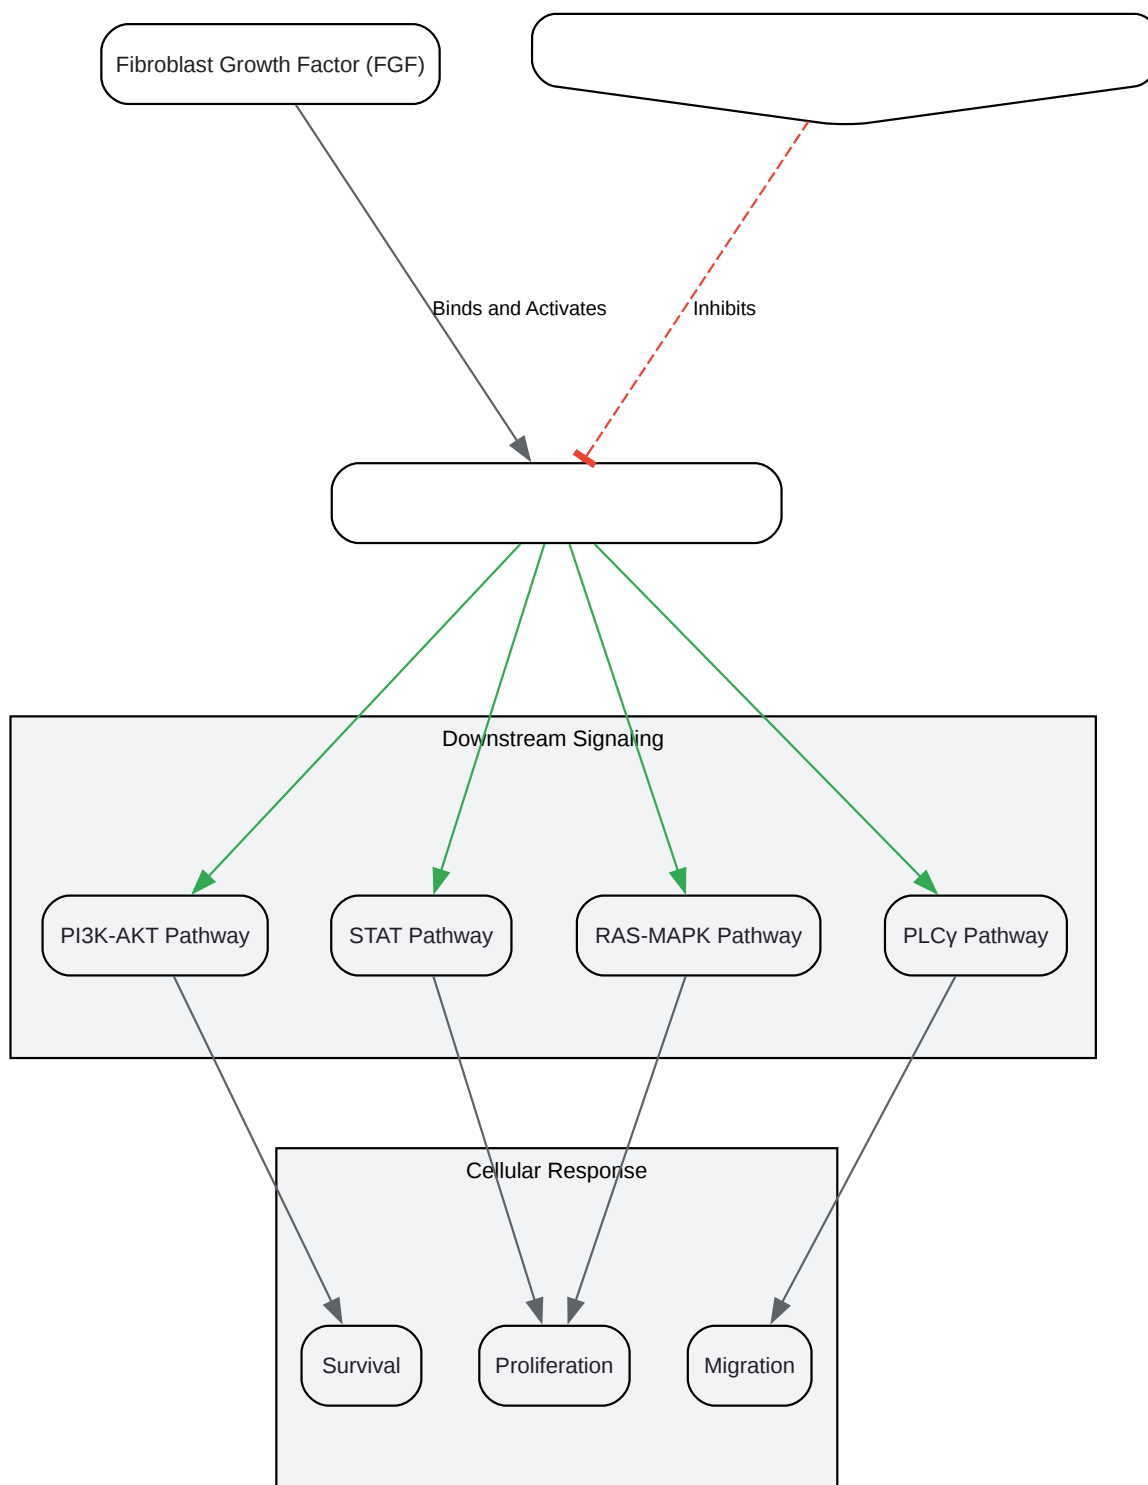 Fibroblast Growth Factor (FGF)
Binds and Activates
Inhibits
Downstream Signaling
PI3K-AKT Pathway
STAT Pathway
RAS-MAPK Pathway
PLCγ Pathway
Cellular Response
Survival
Proliferation
Migration